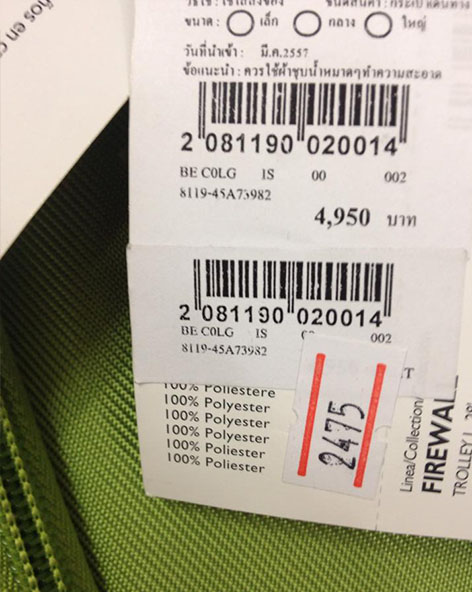 ขนาด : เล็ก กลาง ใหญ่
วันที่นำเข้า : มี.ค.2557
ข้อแนะนำ : ควรใช้ผ้าชุบน้ำหมาดๆทำความสะอาด
2 081190 020014
BE C0LG 1S 00 002
8119-45A73982
4,950 บาท
2 081190 020014
BE C0LG 1S 002
8119-45A73982
T
100% Poliestere
100% Polyester
100% Polyester
100% Polyester
100% Poliester
100% Poliester
2475
Linea/Collection/
FIREWALL
TROLLEY
ños en